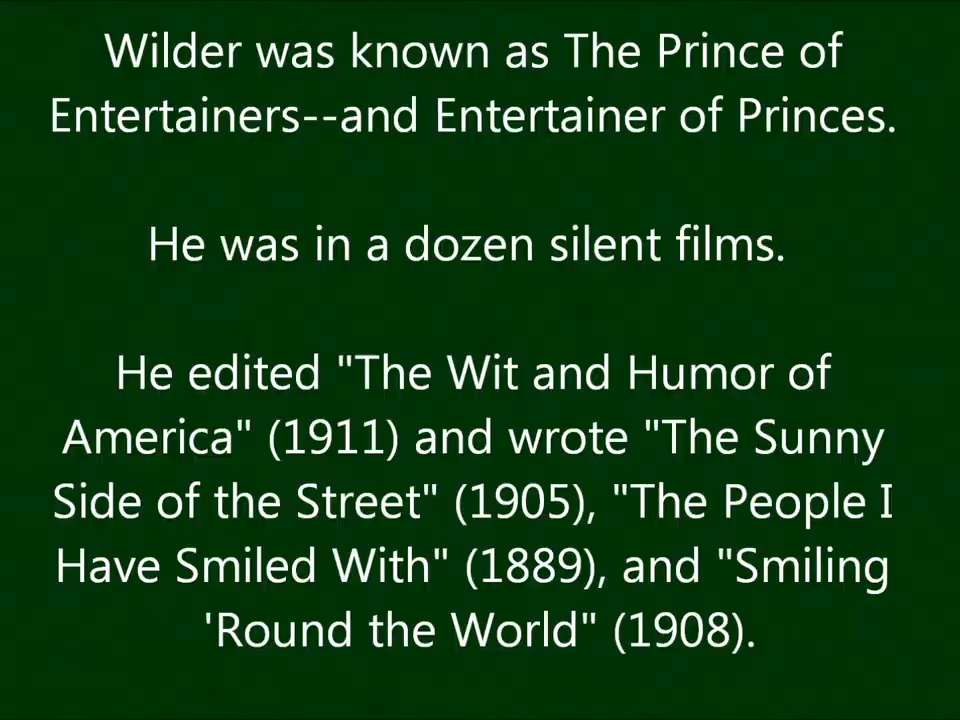 Wilder was known as The Prince of
Entertainers--and Entertainer of Princes.
He was in a dozen silent films.
He edited "The Wit and Humor of
America" (1911) and wrote "The Sunny
Side of the Street" (1905), "The People I
Have Smiled With" (1889), and "Smiling
'Round the World" (1908).